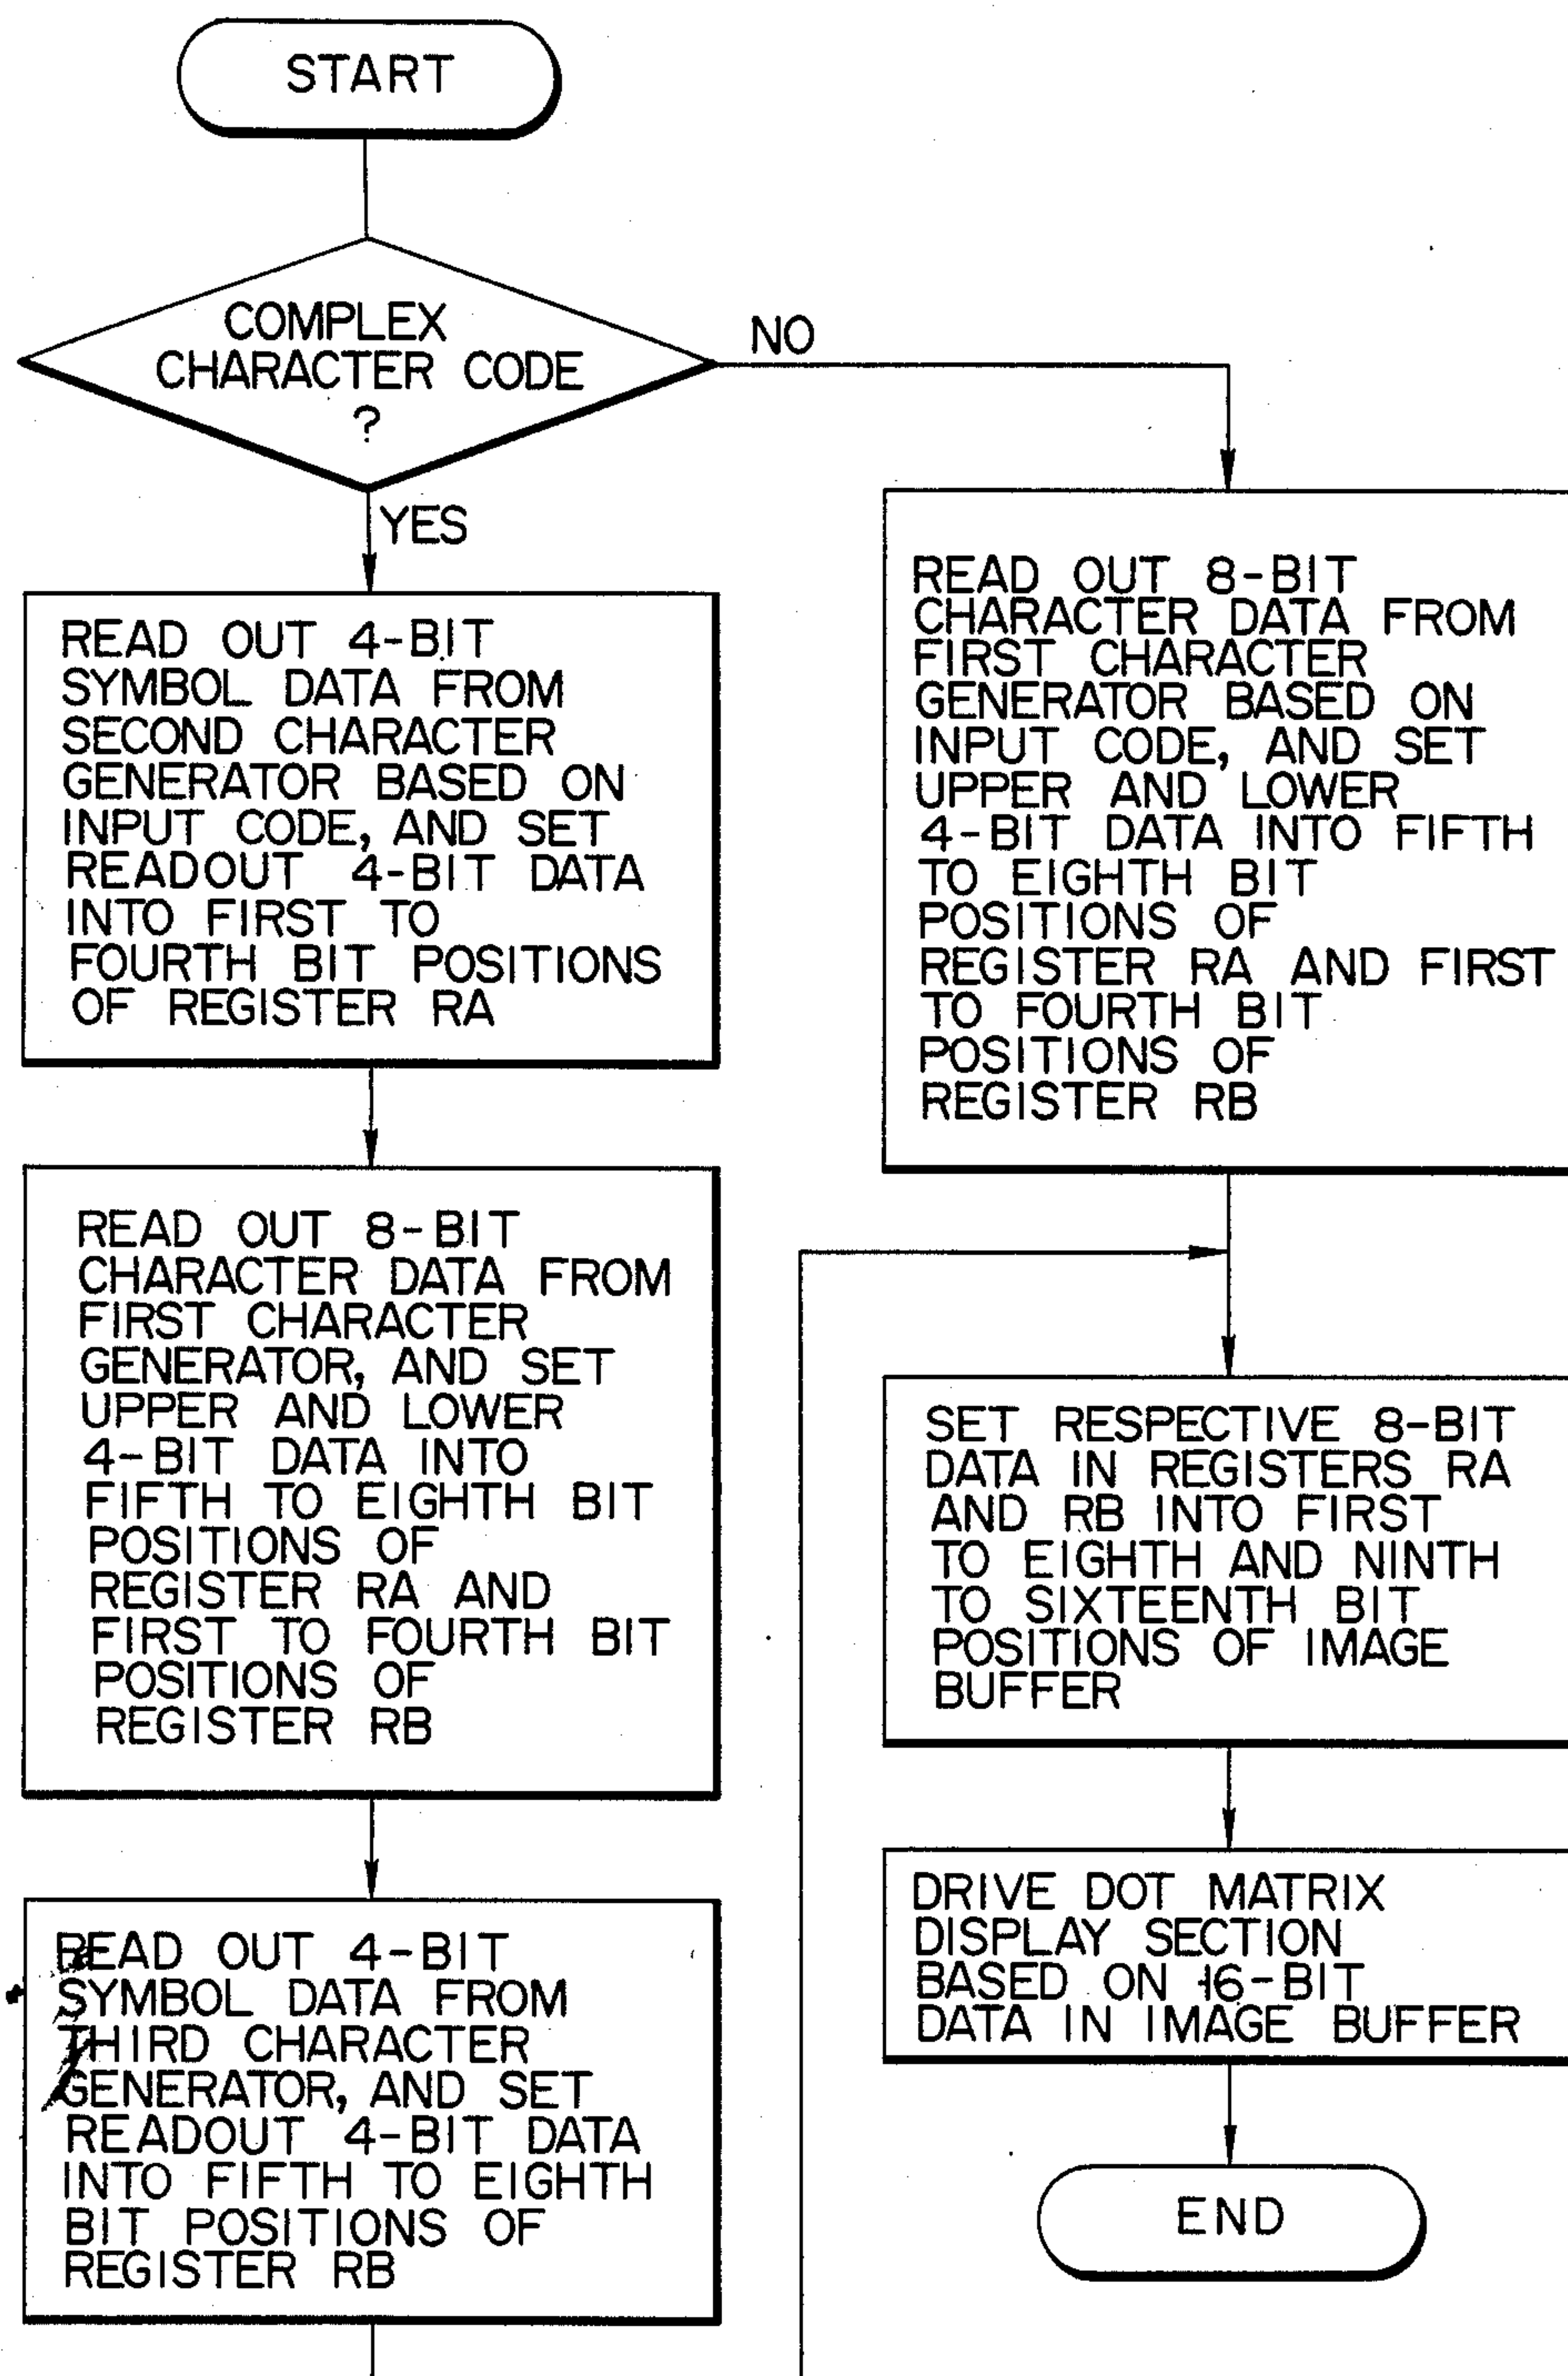 START
COMPLEX
CHARACTER CODE
?
NO
YES
READ OUT 4-BIT
SYMBOL DATA FROM
SECOND CHARACTER
GENERATOR BASED ON
INPUT CODE, AND SET
READOUT 4-BIT DATA
INTO FIRST TO
FOURTH BIT POSITIONS
OF REGISTER RA
READ OUT 8-BIT
CHARACTER DATA FROM
FIRST CHARACTER
GENERATOR, AND SET
UPPER AND LOWER
4-BIT DATA INTO
FIFTH TO EIGHTH BIT
POSITIONS OF
REGISTER RA AND
FIRST TO FOURTH BIT
POSITIONS OF
REGISTER RB
READ OUT 4-BIT
SYMBOL DATA FROM
THIRD CHARACTER
GENERATOR, AND SET
READOUT 4-BIT DATA
INTO FIFTH TO EIGHTH
BIT POSITIONS OF
REGISTER RB
READ OUT 8-BIT
CHARACTER DATA FROM
FIRST CHARACTER
GENERATOR BASED ON
INPUT CODE, AND SET
UPPER AND LOWER
4-BIT DATA INTO FIFTH
TO EIGHTH BIT
POSITIONS OF
REGISTER RA AND FIRST
TO FOURTH BIT
POSITIONS OF
REGISTER RB
SET RESPECTIVE 8-BIT
DATA IN REGISTERS RA
AND RB INTO FIRST
TO EIGHTH AND NINTH
TO SIXTEENTH BIT
POSITIONS OF IMAGE
BUFFER
DRIVE DOT MATRIX
DISPLAY SECTION
BASED ON 16-BIT
DATA IN IMAGE BUFFER
END